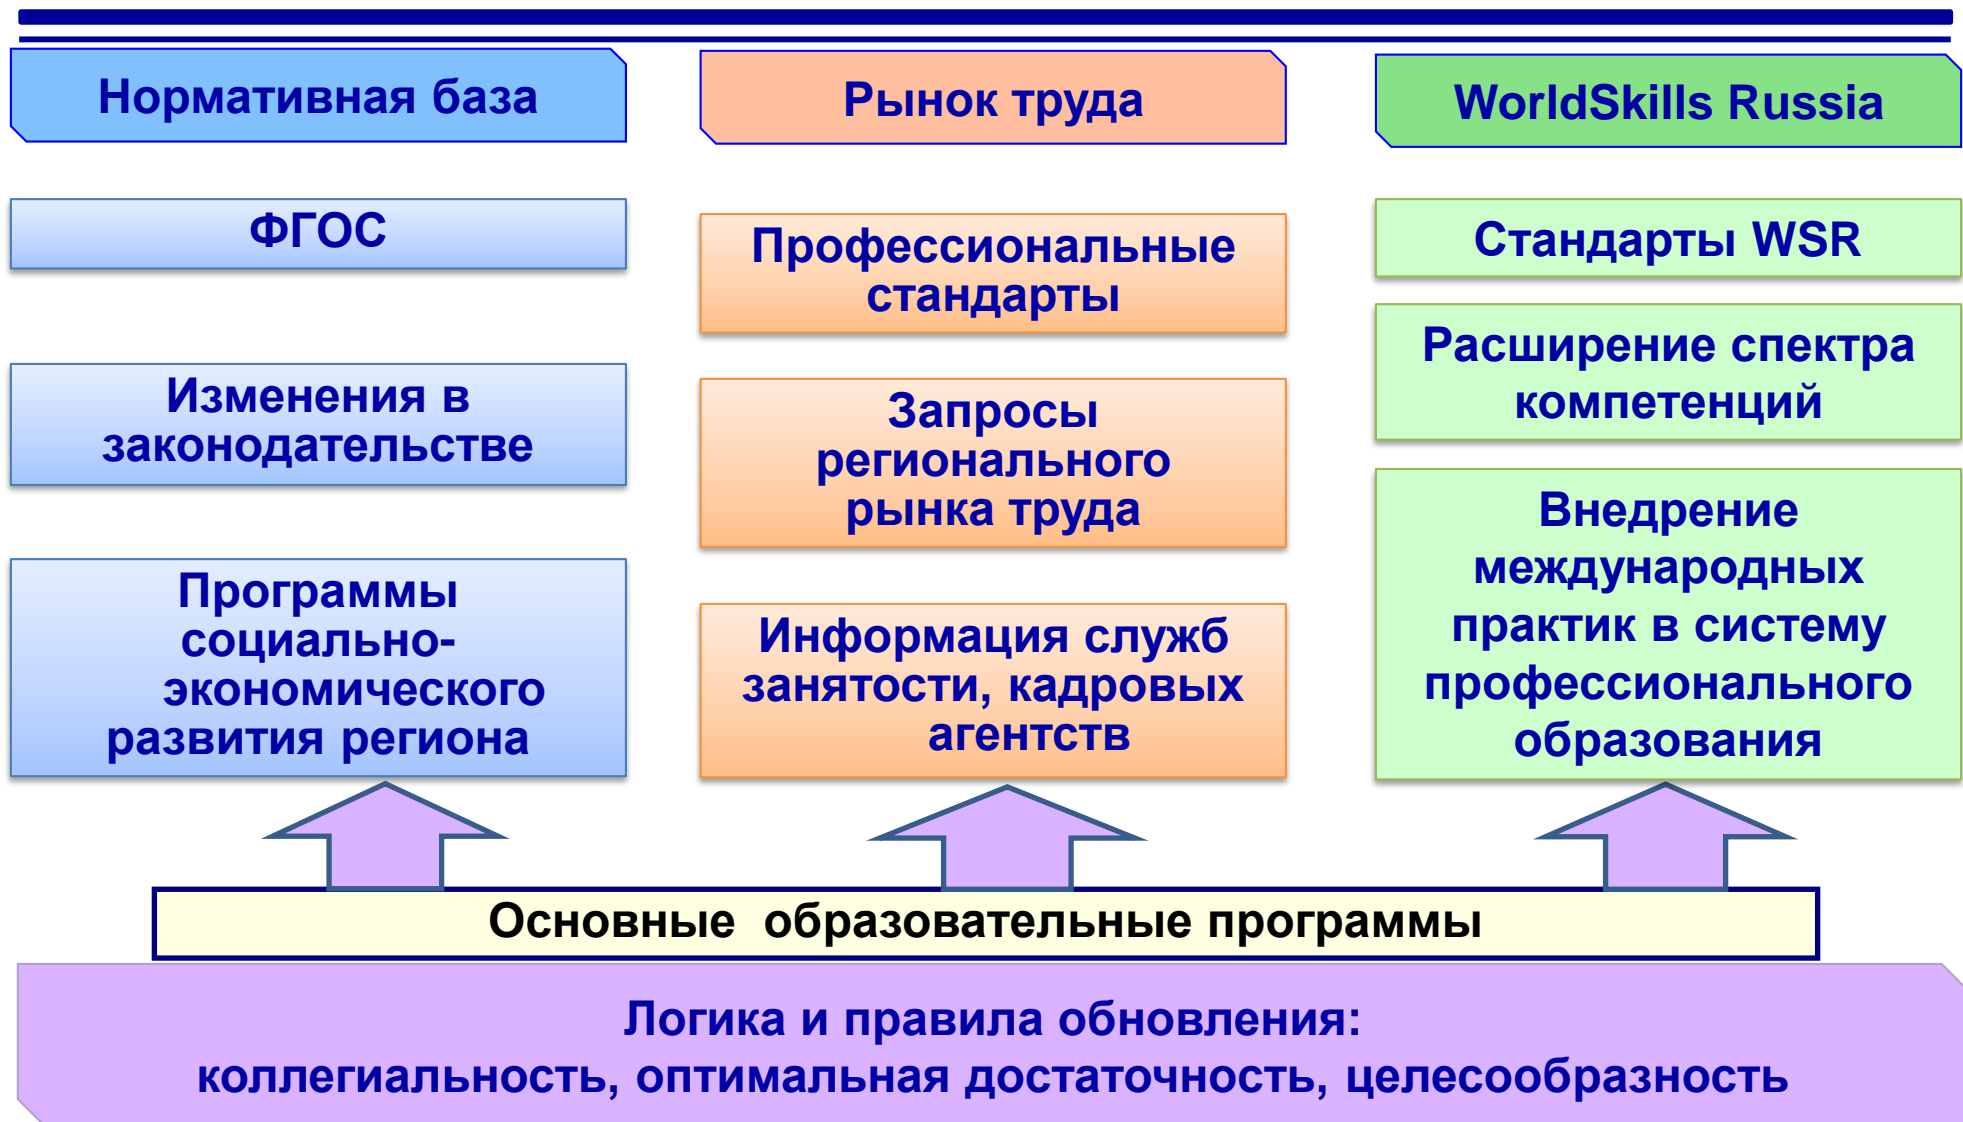 Нормативная база
ФГОС
Изменения в
законодательстве
Программы
социально-
экономического
развития региона
Рынок труда
Профессиональные
стандарты
Запросы
регионального
рынка труда
Информация служб
занятости, кадровых
агентств
WorldSkills Russia
Стандарты WSR
Расширение спектра
компетенций
Внедрение
международных
практик в систему
профессионального
образования
Основные образовательные программы
Логика и правила обновления:
коллегиальность, оптимальная достаточность, целесообразность